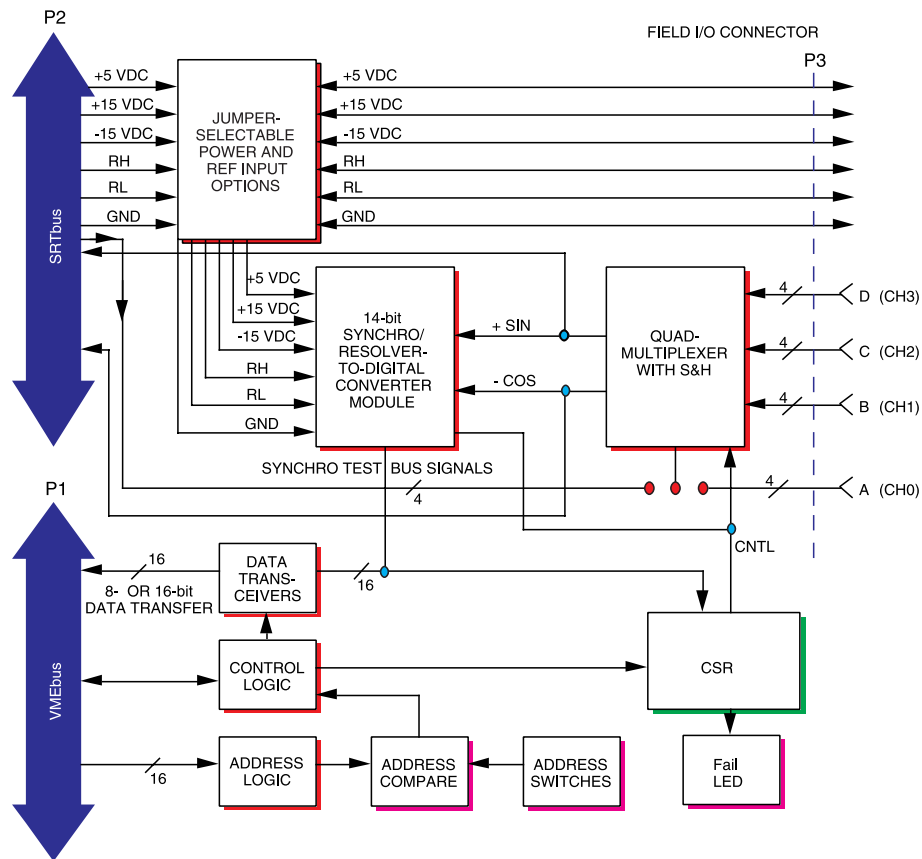 P2
FIELD I/O CONNECTOR
P3
+5 VDC
+15 VDC
-15 VDC
RH
RL
GND
JUMPER-
SELECTABLE
POWER AND
REF INPUT
OPTIONS
+5 VDC
+15 VDC
-15 VDC
RH
RL
GND
SRTbus
+5 VDC
+15 VDC
-15 VDC
RH
RL
GND
14-bit
SYNCHRO/
RESOLVER-
TO-DIGITAL
CONVERTER
MODULE
+ SIN
- COS
QUAD-
MULTIPLEXER
WITH S&H
4
D (CH3)
4
C (CH2)
4
B (CH1)
4
A (CH0)
SYNCHRO TEST BUS SIGNALS
4
CNTL
P1
VMEbus
16
8- OR 16-bit
DATA TRANSFER
DATA
TRANS-
CEIVERS
16
CONTROL
LOGIC
CSR
16
ADDRESS
LOGIC
ADDRESS
COMPARE
ADDRESS
SWITCHES
Fail
LED